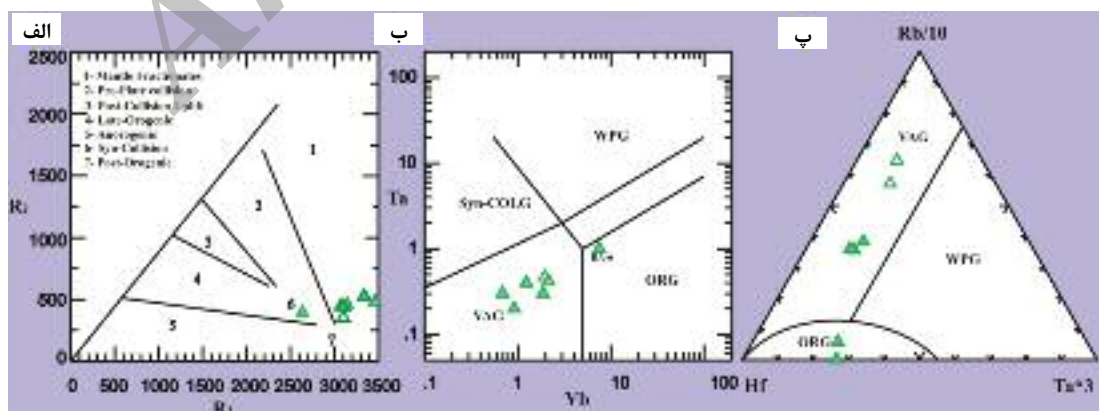 الف
2500
2000
1500
1000
500
0
R₂
1- Mantle Fractionates
2- Pre-Plate collision
3- Post-Collision Uplift
4- Late-Orogenic
5- Anorogenic
6- Syn-Collision
7- Post-Orogenic
1
2
3
4
5
6
7
0 500 1000 1500 2000 2500 3000 3500
R₁
ب
100
10
1
.1
Ta
WPG
Syn-COLG
VAG
ORG
.1 1 10 100
Yb
پ
Rb/10
VAG
WPG
ORG
Hf
Ta*3